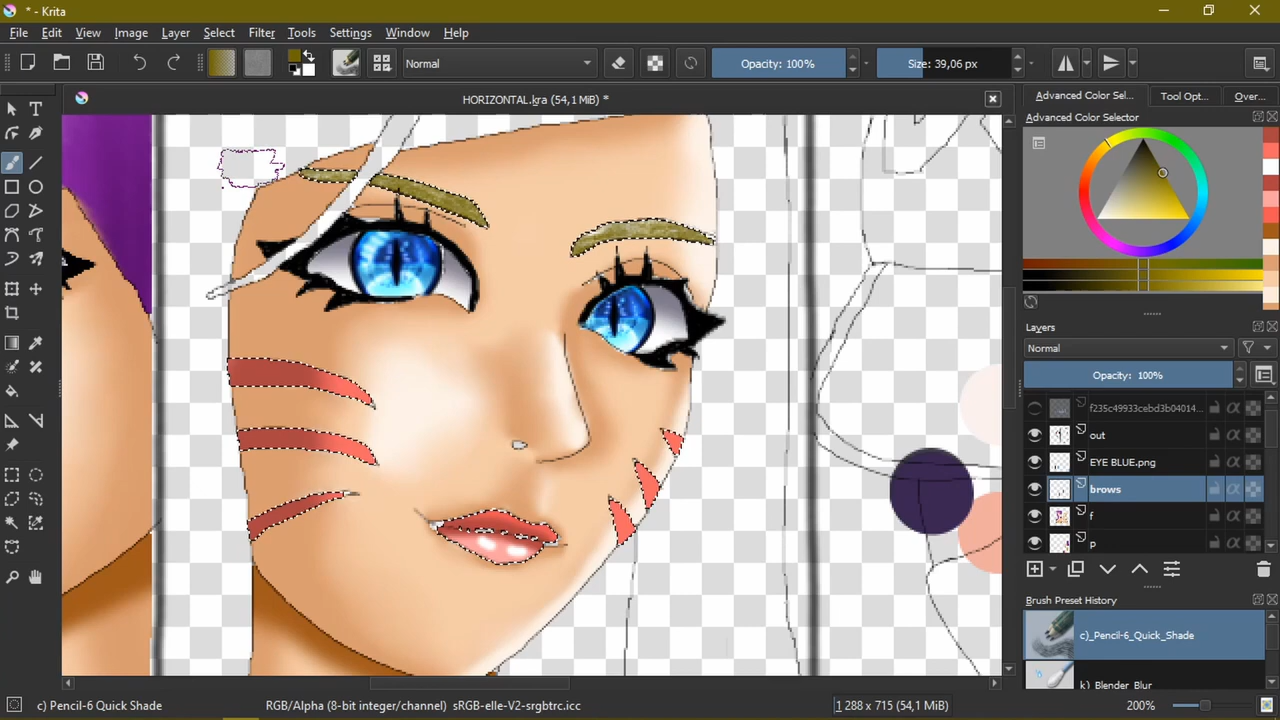 * - Krita
File Edit View Image Layer Select Filter Tools Settings Window Help
Normal
Opacity: 100%
Size: 39,06 px
HORIZONTAL.kra (54,1 MiB) *
Advanced Color Sel...
Tool Opt...
Over...
Advanced Color Selector
Layers
Normal
Opacity: 100%
f235c49933cebd3b04014...
out
EYE BLUE.png
brows
f
p
Brush Preset History
c)_Pencil-6_Quick_Shade
k)_Blender_Blur
c) Pencil-6 Quick Shade
RGB/Alpha (8-bit integer/channel) sRGB-elle-V2-srgbtrc.icc
1 288 x 715 (54,1 MiB)
200%